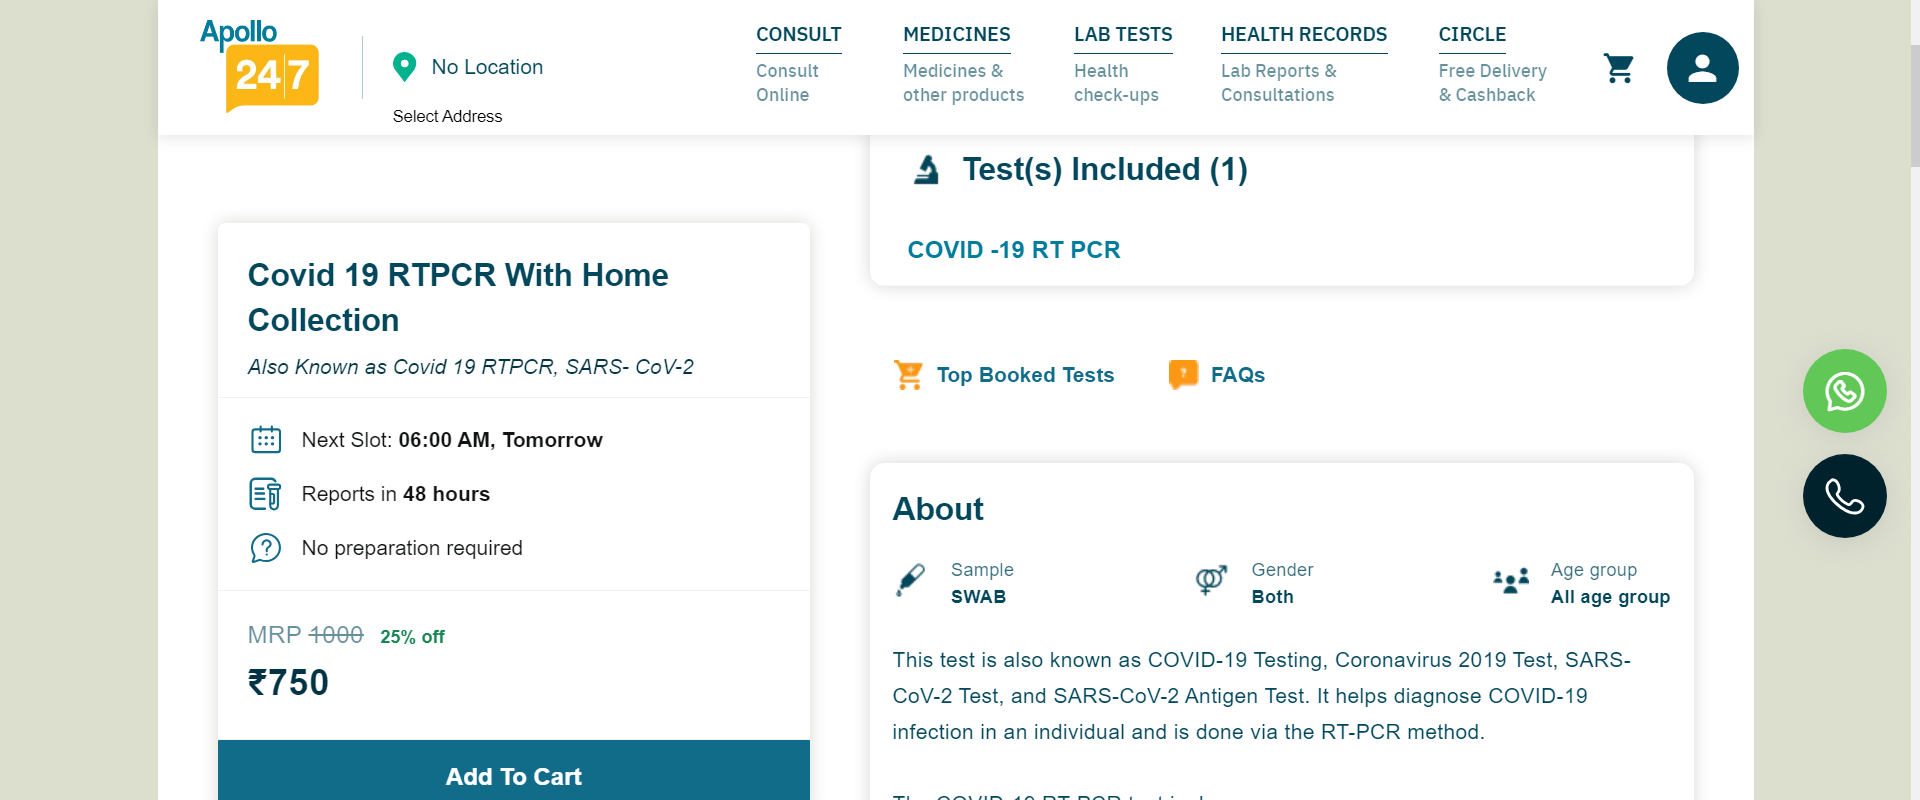 Apollo
24|7
No Location
Select Address
CONSULT
Consult
Online
MEDICINES
Medicines &
other products
LAB TESTS
Health
check-ups
HEALTH RECORDS
Lab Reports &
Consultations
CIRCLE
Free Delivery
& Cashback
Covid 19 RTPCR With Home
Collection
Also Known as Covid 19 RTPCR, SARS- CoV-2
Next Slot: 06:00 AM, Tomorrow
Reports in 48 hours
No preparation required
MRP 1000 25% off
₹750
Add To Cart
Test(s) Included (1)
COVID -19 RT PCR
Top Booked Tests
FAQs
About
Sample
SWAB
Gender
Both
Age group
All age group
This test is also known as COVID-19 Testing, Coronavirus 2019 Test, SARS-
CoV-2 Test, and SARS-CoV-2 Antigen Test. It helps diagnose COVID-19
infection in an individual and is done via the RT-PCR method.